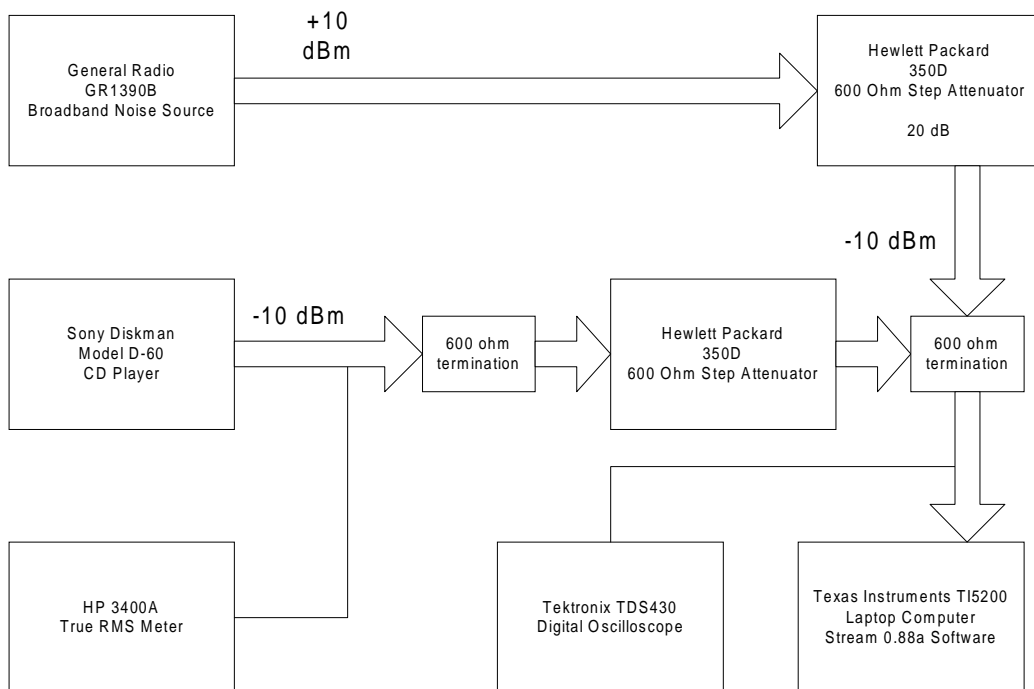 +10
dBm
General Radio
GR1390B
Broadband Noise Source
Hewlett Packard
350D
600 Ohm Step Attenuator
20 dB
-10 dBm
Sony Diskman
Model D-60
CD Player
-10 dBm
600 ohm
termination
Hewlett Packard
350D
600 Ohm Step Attenuator
600 ohm
termination
HP 3400A
True RMS Meter
Tektronix TDS430
Digital Oscilloscope
Texas Instruments TI5200
Laptop Computer
Stream 0.88a Software